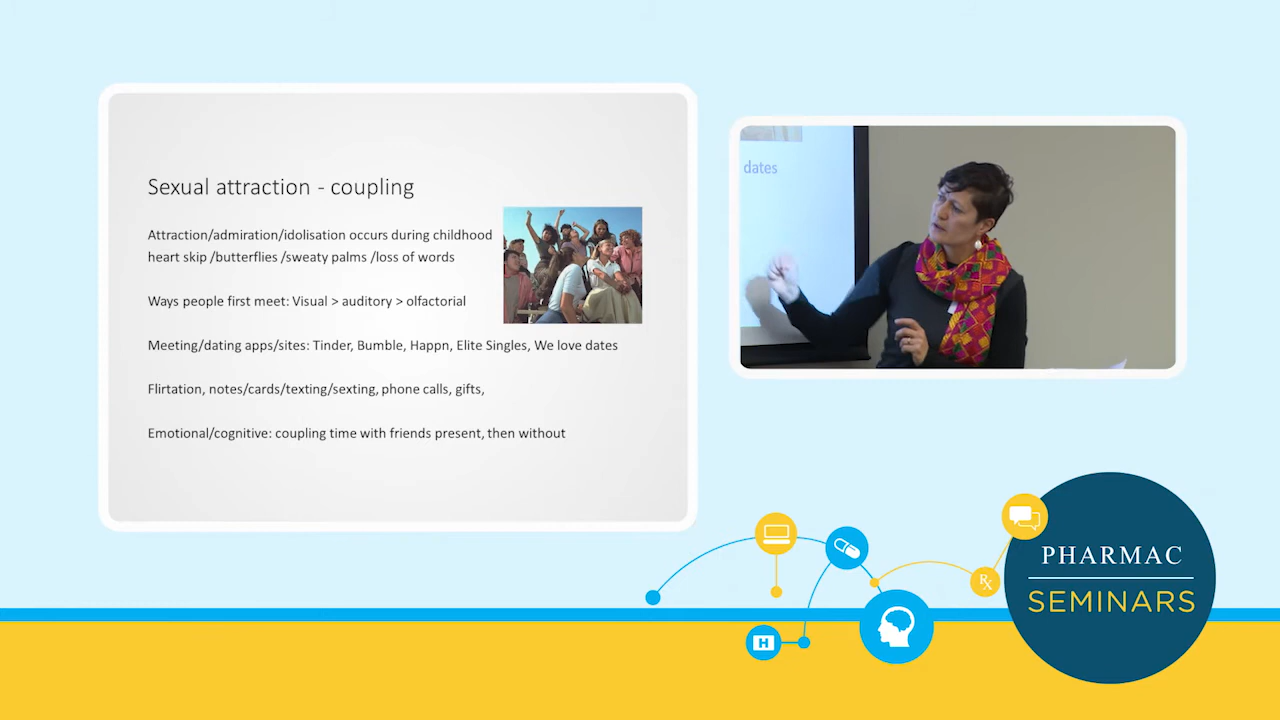 Sexual attraction - coupling
Attraction/admiration/idolisation occurs during childhood
heart skip /butterflies /sweaty palms /loss of words
Ways people first meet: Visual > auditory > olfactorial
Meeting/dating apps/sites: Tinder, Bumble, Happn, Elite Singles, We love dates
Flirtation, notes/cards/texting/sexting, phone calls, gifts,
Emotional/cognitive: coupling time with friends present, then without
dates
H
Rx
PHARMAC
SEMINARS